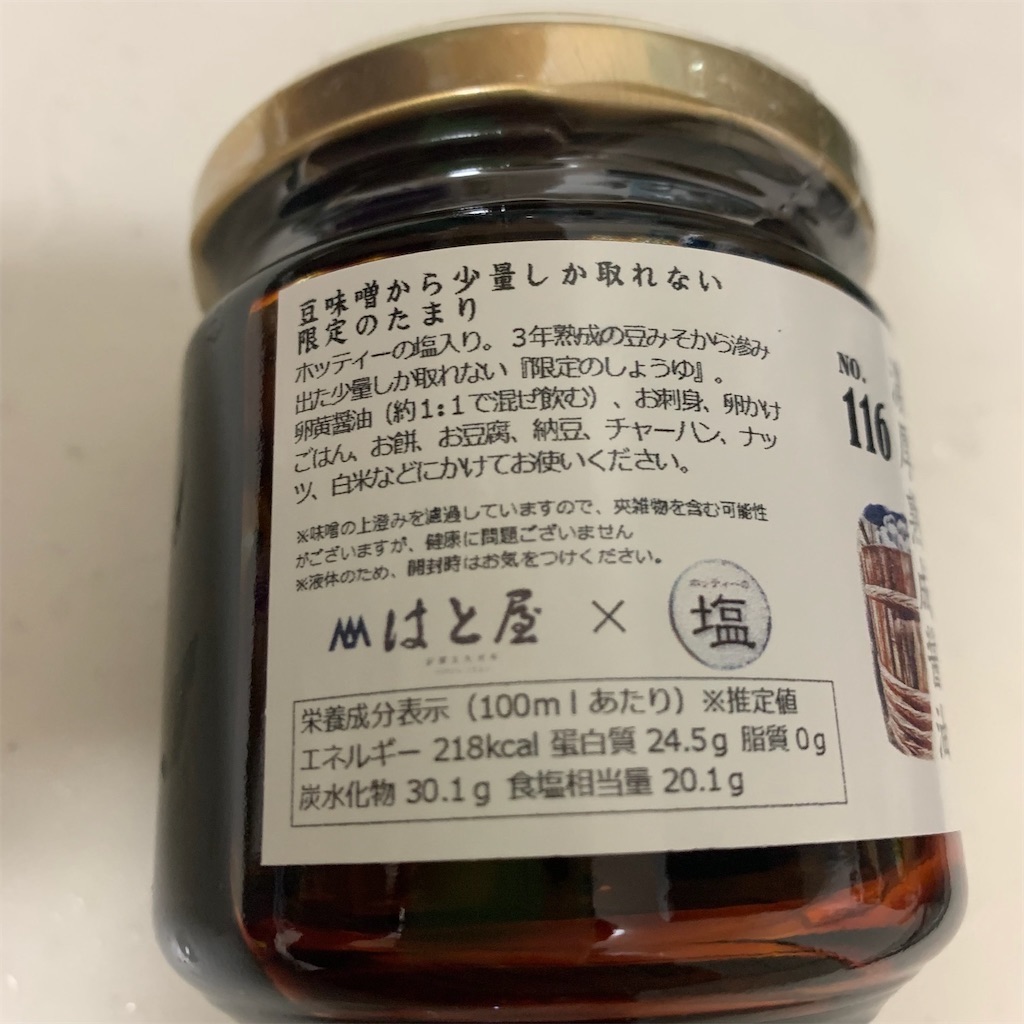 豆味噌から少量しか取れない
限定のたまり
ホッティーの塩入り。3年熟成の豆みそから滲み
出た少量しか取れない『限定のしょうゆ』。
卵黄醤油（約1:1で混ぜ飲む）、お刺身、卵かけ
ごはん、お餅、お豆腐、納豆、チャーハン、ナッ
ツ、白米などにかけてお使いください。
※味噌の上澄みを濾過していますので、夾雑物を含む可能性
がございますが、健康に問題ございません
※液体のため、開封時はお気をつけください。
はと屋 × ホッティーの塩
栄養成分表示（100mlあたり）※推定値
エネルギー 218kcal 蛋白質 24.5g 脂質 0g
炭水化物 30.1g 食塩相当量 20.1g
NO.
116